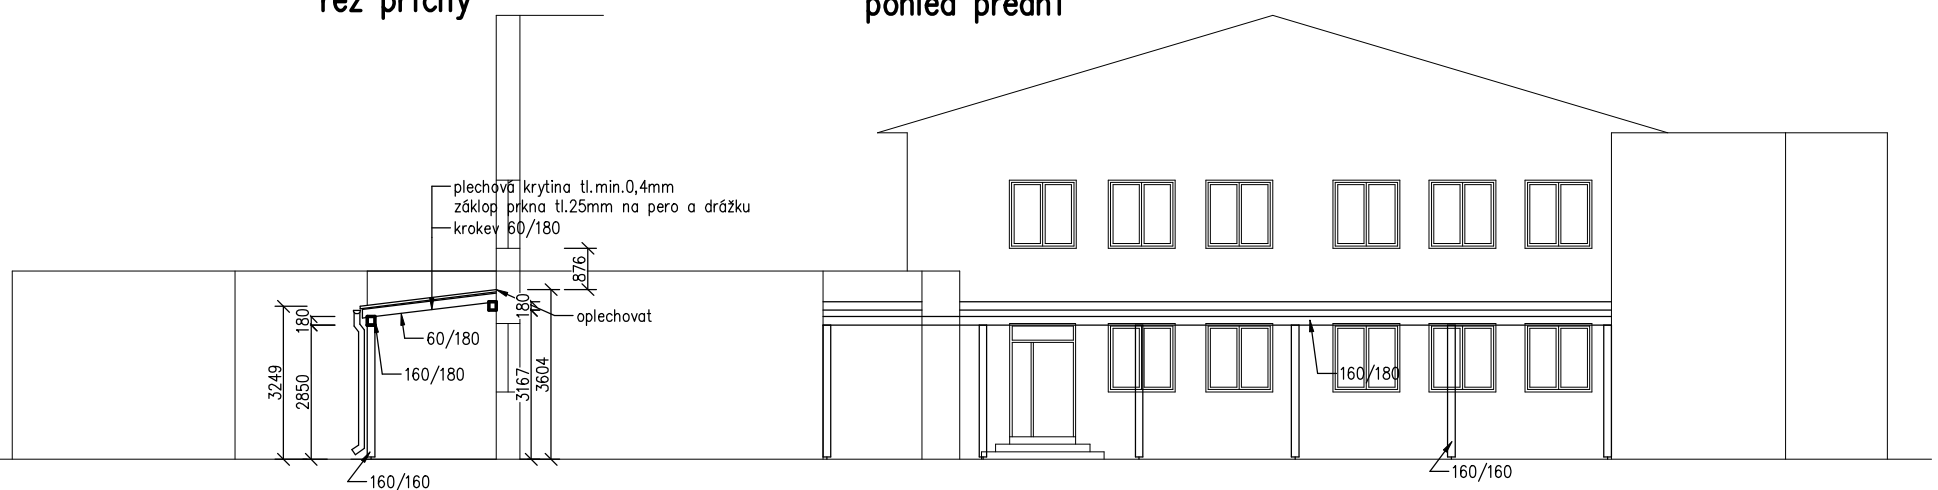 řez příčný
pohled přední
plechová krytina tl.min.0,4mm
záklop prkna tl.25mm na pero a drážku
krokev 60/180
876
180
oplechovat
180
60/180
160/180
3249
2850
3167
3604
160/180
160/160
160/160